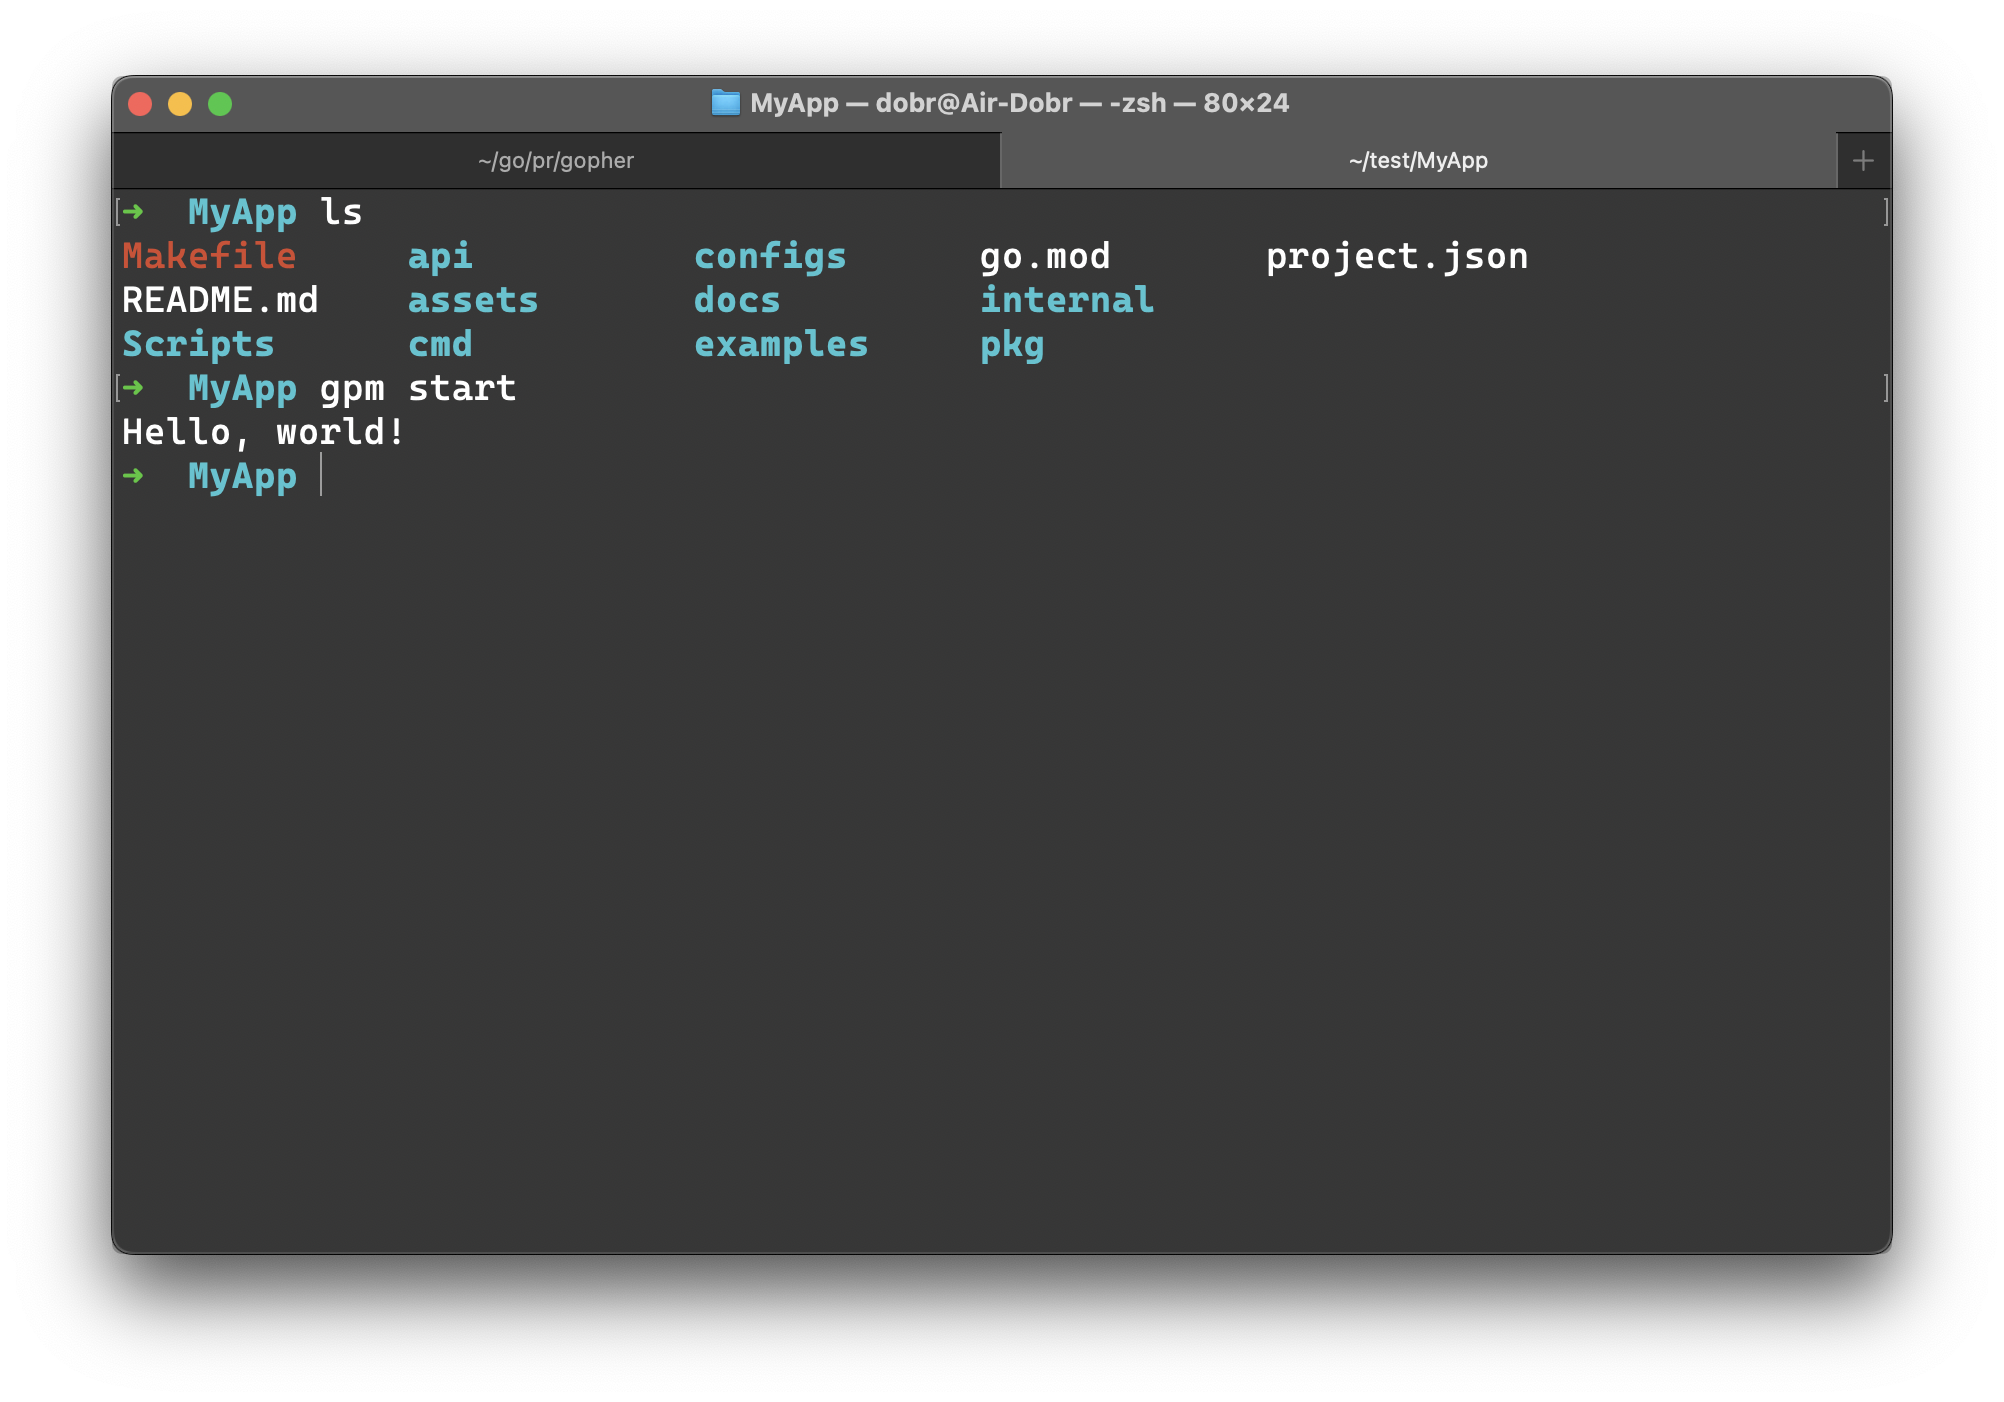 MyApp — dobr@Air-Dobr — -zsh — 80×24
~/go/pr/gopher ~/test/MyApp +
[➜ MyApp ls ]
Makefile api configs go.mod project.json
README.md assets docs internal
Scripts cmd examples pkg
[➜ MyApp gpm start ]
Hello, world!
➜ MyApp